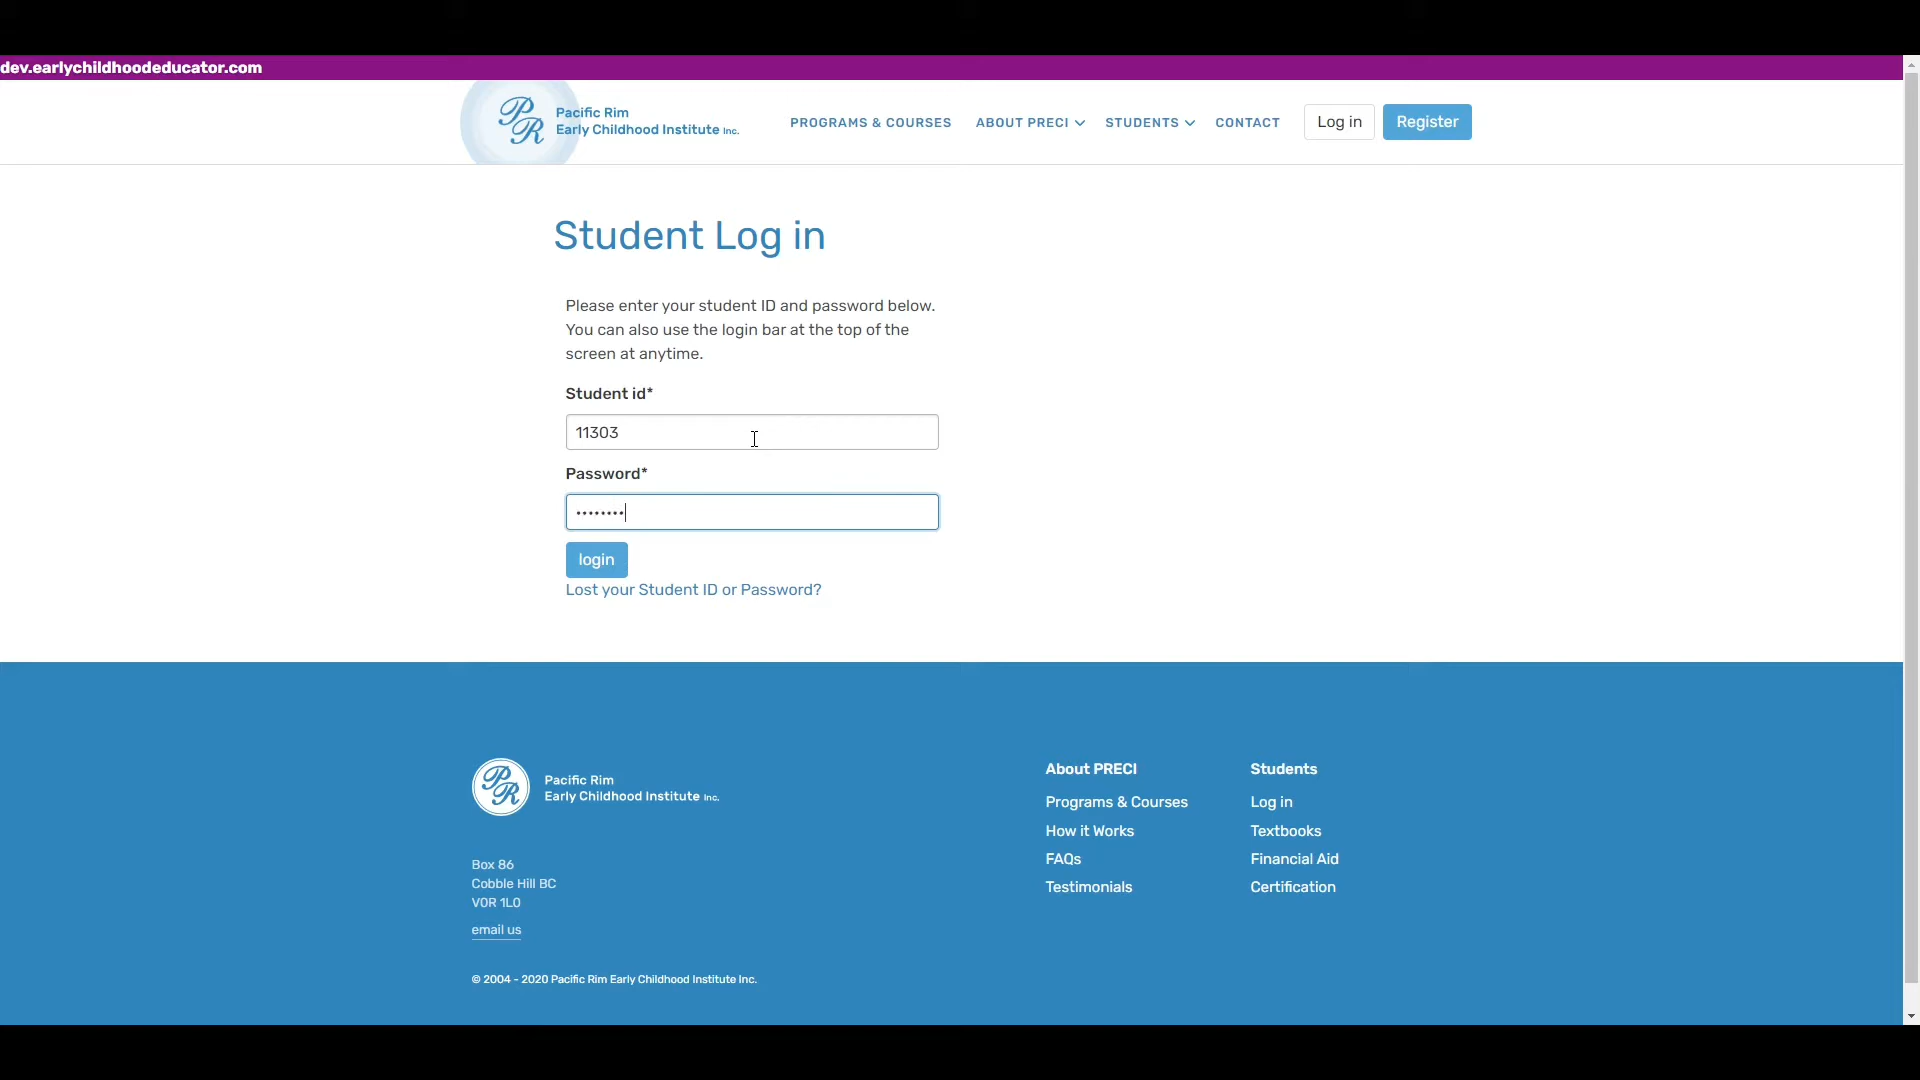 dev.earlychildhoodeducator.com
PR
Pacific Rim
Early Childhood Institute Inc.
PROGRAMS & COURSES
ABOUT PRECI
STUDENTS
CONTACT
Log in
Register
Student Log in
Please enter your student ID and password below.
You can also use the login bar at the top of the
screen at anytime.
Student id*
11303
Password*
••••••••
login
Lost your Student ID or Password?
PR
Pacific Rim
Early Childhood Institute Inc.
Box 86
Cobble Hill BC
V0R 1L0
email us
About PRECI
Programs & Courses
How it Works
FAQs
Testimonials
Students
Log in
Textbooks
Financial Aid
Certification
© 2004 - 2020 Pacific Rim Early Childhood Institute Inc.